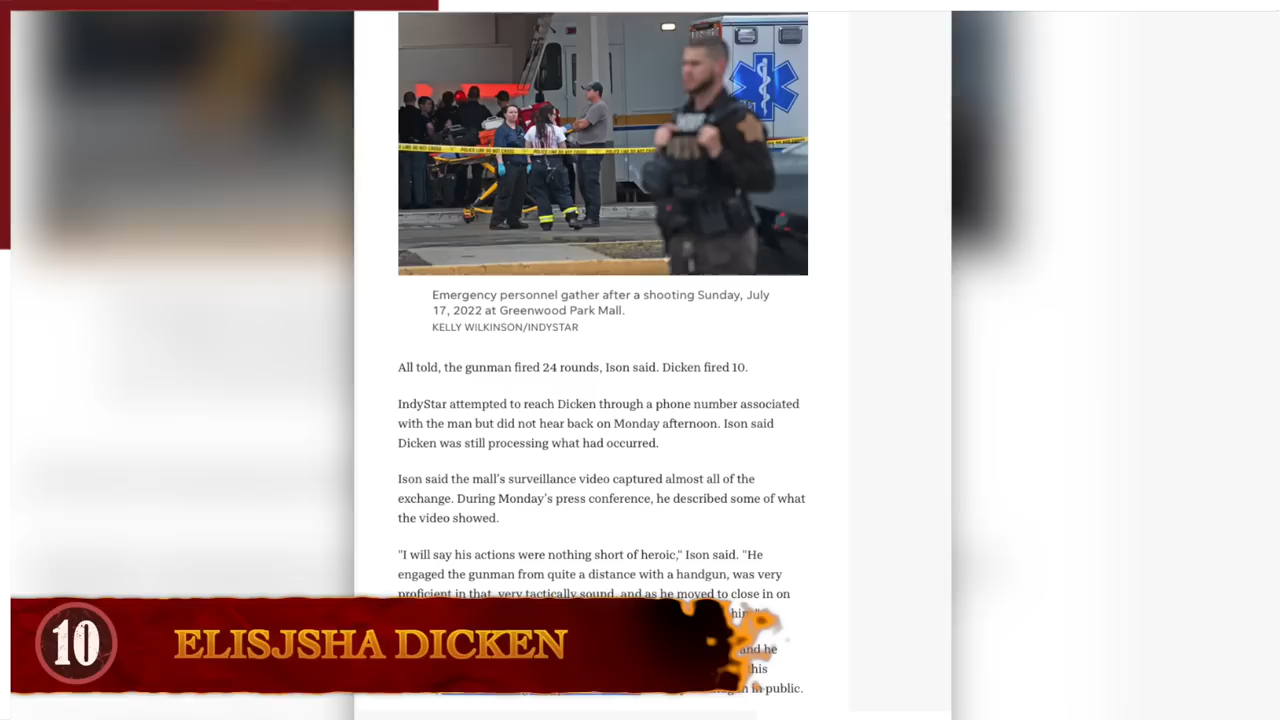 POLICE LINE DO NOT CROSS
Emergency personnel gather after a shooting Sunday, July
17, 2022 at Greenwood Park Mall.
KELLY WILKINSON/INDYSTAR
All told, the gunman fired 24 rounds, Ison said. Dicken fired 10.
IndyStar attempted to reach Dicken through a phone number associated
with the man but did not hear back on Monday afternoon. Ison said
Dicken was still processing what had occurred.
Ison said the mall's surveillance video captured almost all of the
exchange. During Monday's press conference, he described some of what
the video showed.
"I will say his actions were nothing short of heroic," Ison said. "He
engaged the gunman from quite a distance with a handgun, was very
proficient in that, very tactically sound, and as he moved to close in on
and he
his
in public.
10
ELISJSHA DICKEN